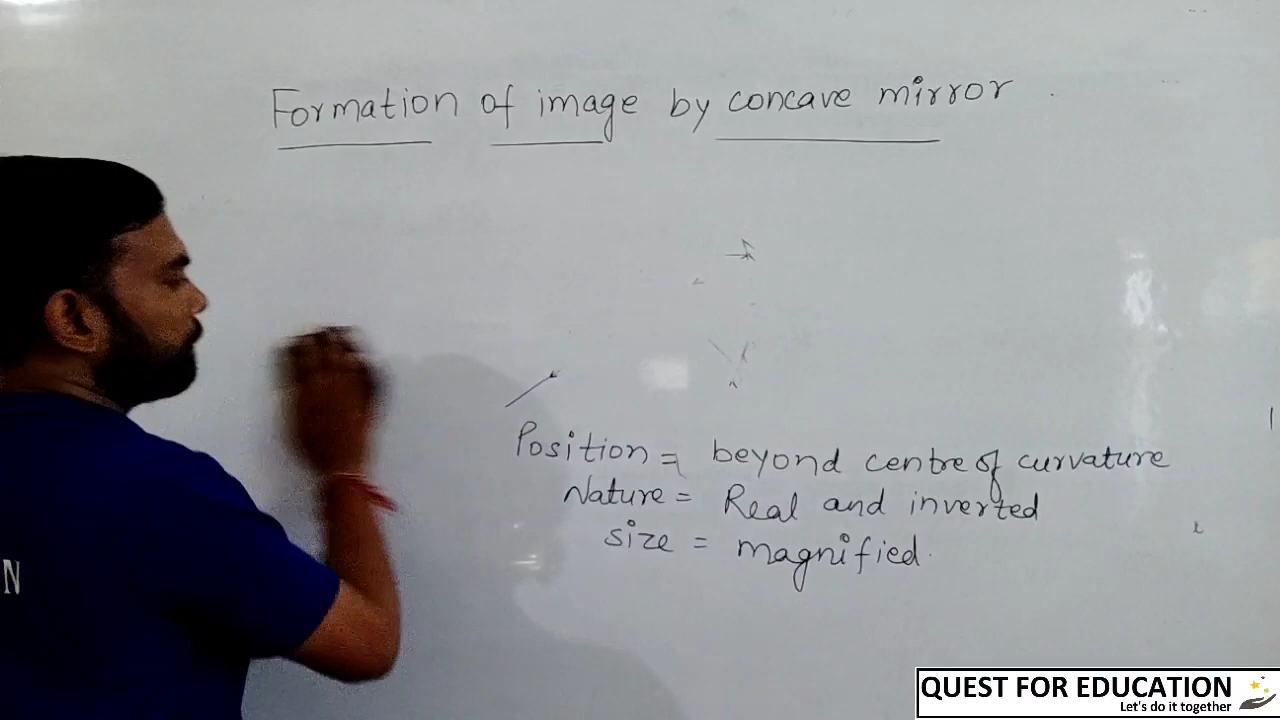 Formation of image by concave mirror
Position = beyond centre of curvature
Nature = Real and inverted
size = magnified.
N
QUEST FOR EDUCATION
Let's do it together